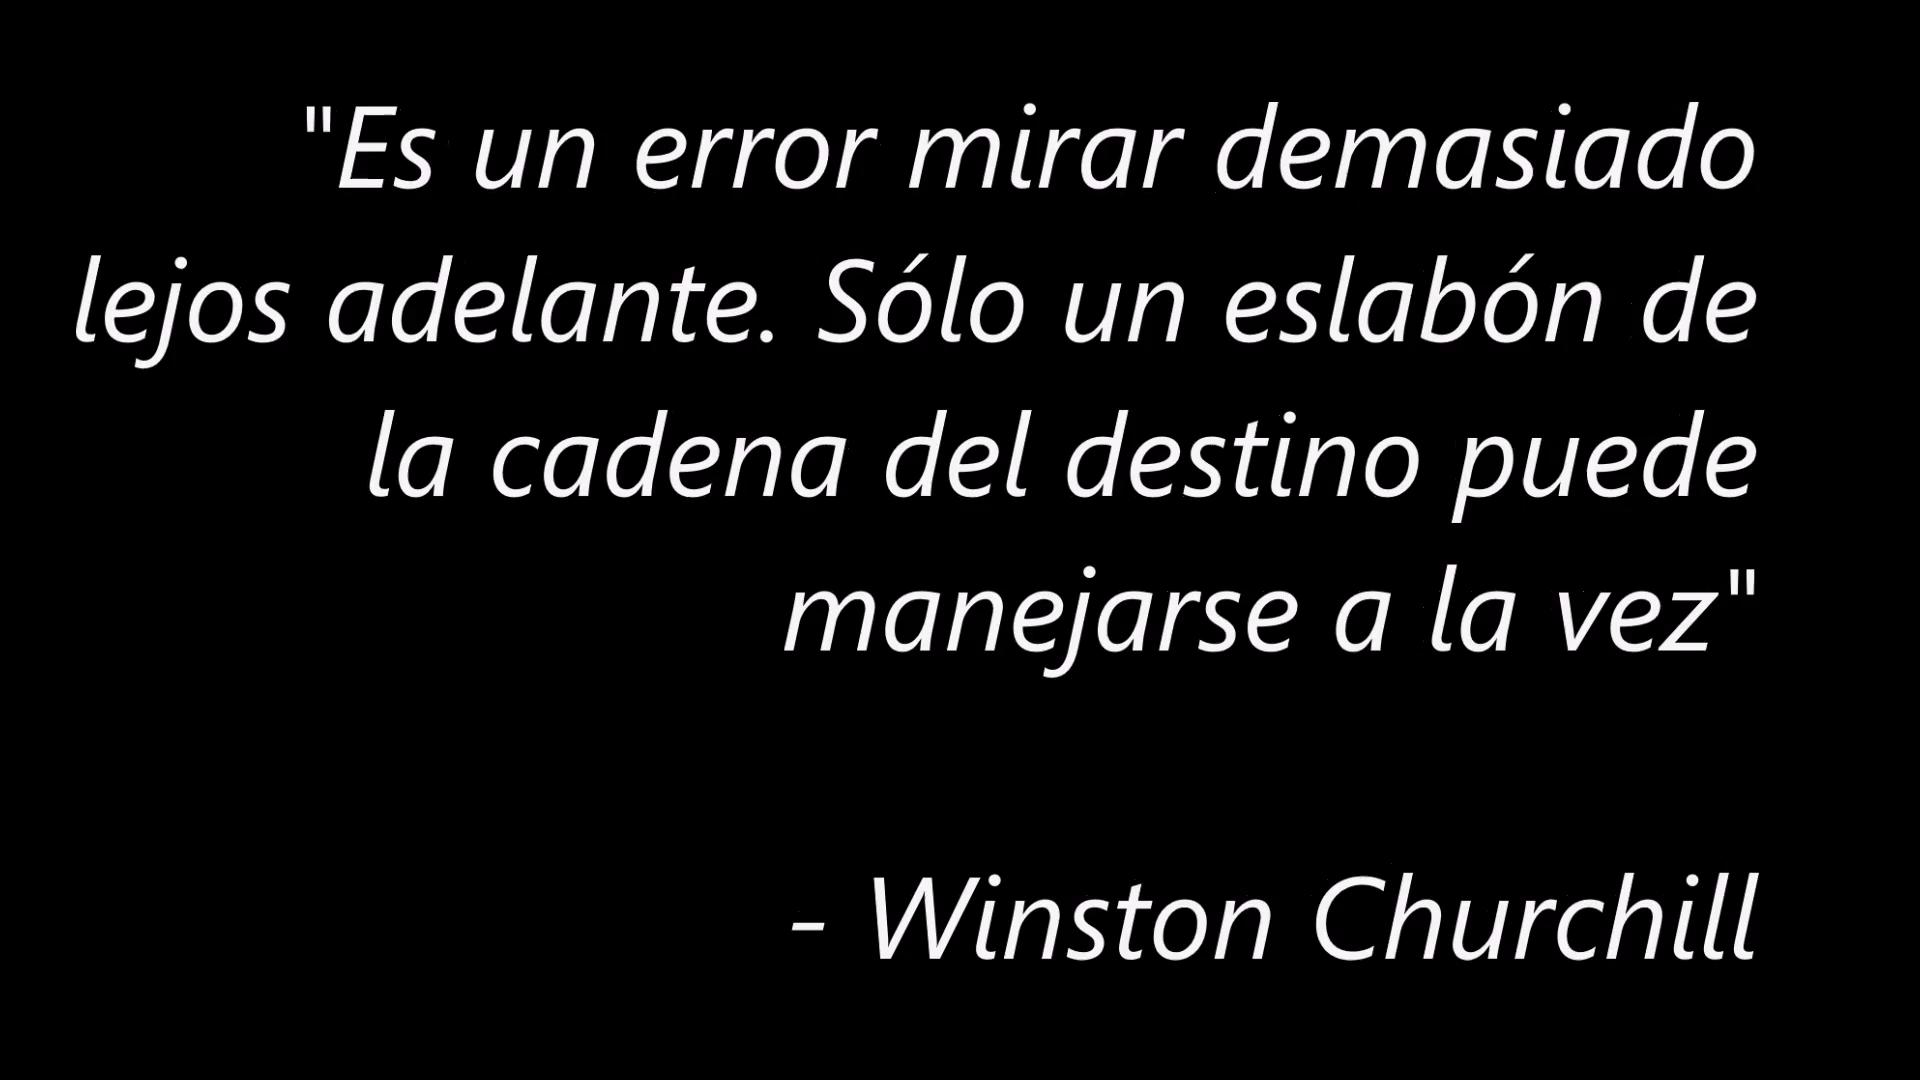 "Es un error mirar demasiado
lejos adelante. Sólo un eslabón de
la cadena del destino puede
manejarse a la vez"
- Winston Churchill